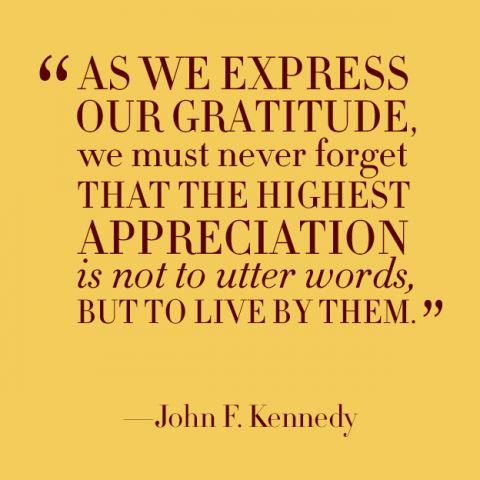 “ AS WE EXPRESS
OUR GRATITUDE,
we must never forget
THAT THE HIGHEST
APPRECIATION
is not to utter words,
BUT TO LIVE BY THEM.”
—John F. Kennedy